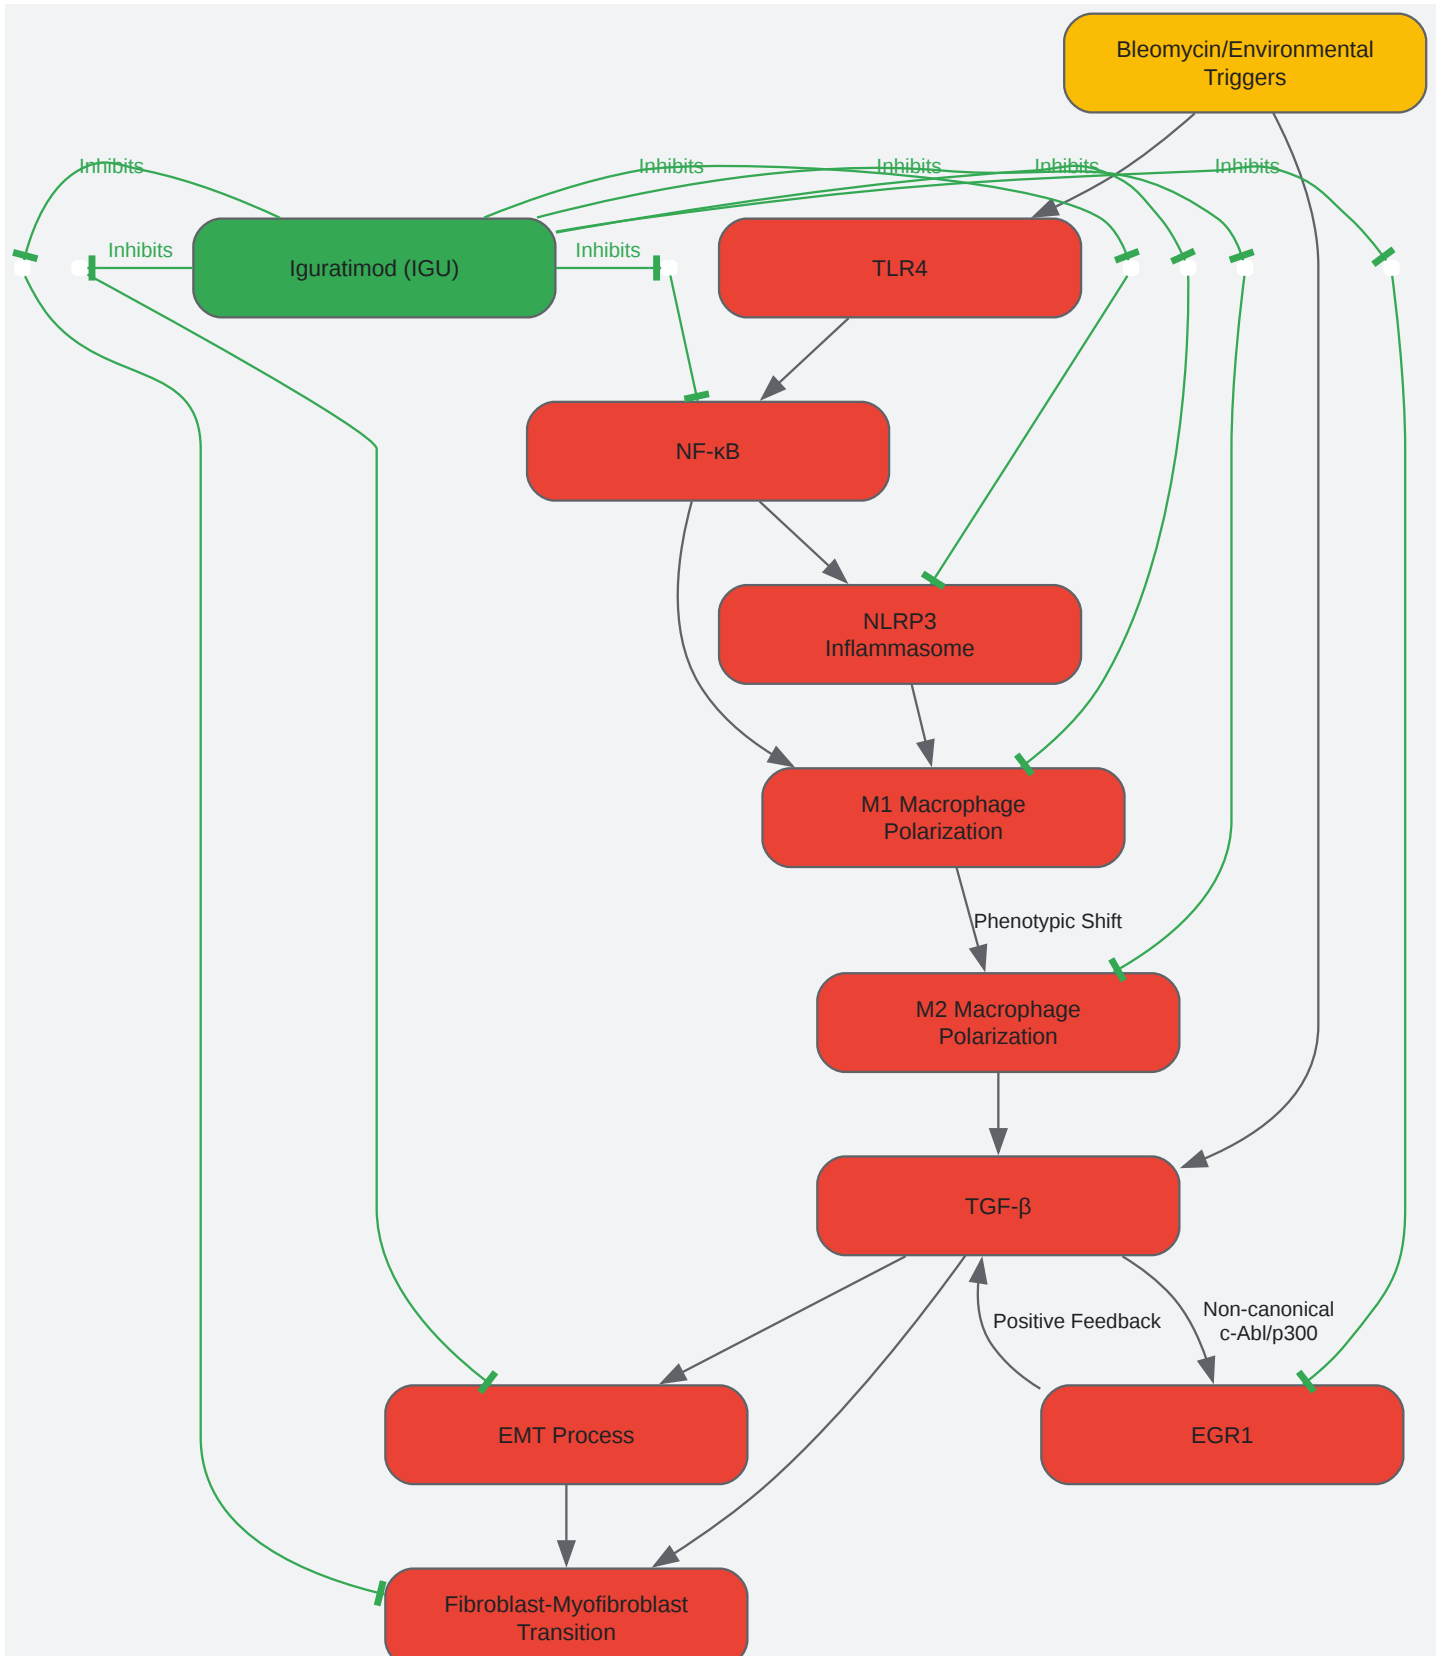 Bleomycin/Environmental
Triggers
Inhibits
Inhibits
Inhibits
Inhibits
Inhibits
Inhibits
Inhibits
Iguratimod (IGU)
TLR4
NF-κB
NLRP3
Inflammasome
M1 Macrophage
Polarization
Phenotypic Shift
M2 Macrophage
Polarization
TGF-β
Positive Feedback
Non-canonical
c-Abl/p300
EMT Process
EGR1
Fibroblast-Myofibroblast
Transition